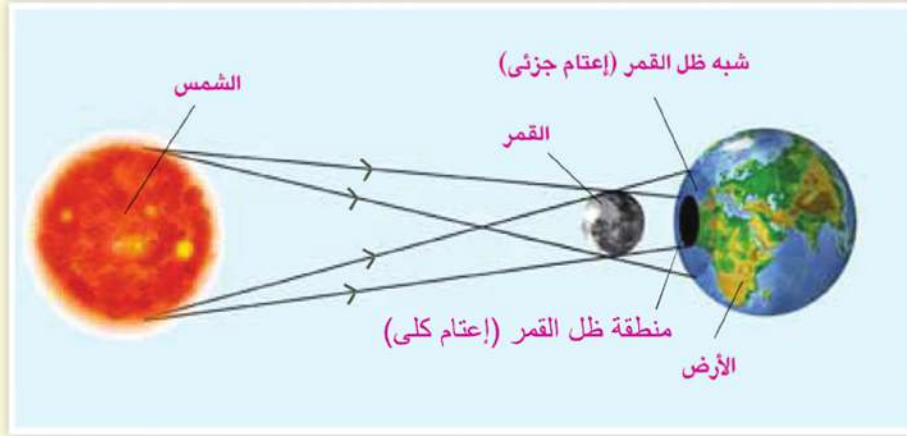 شبه ظل القمر (إعتام جزئى)
الشمس
القمر
منطقة ظل القمر (إعتام كلى)
الأرض